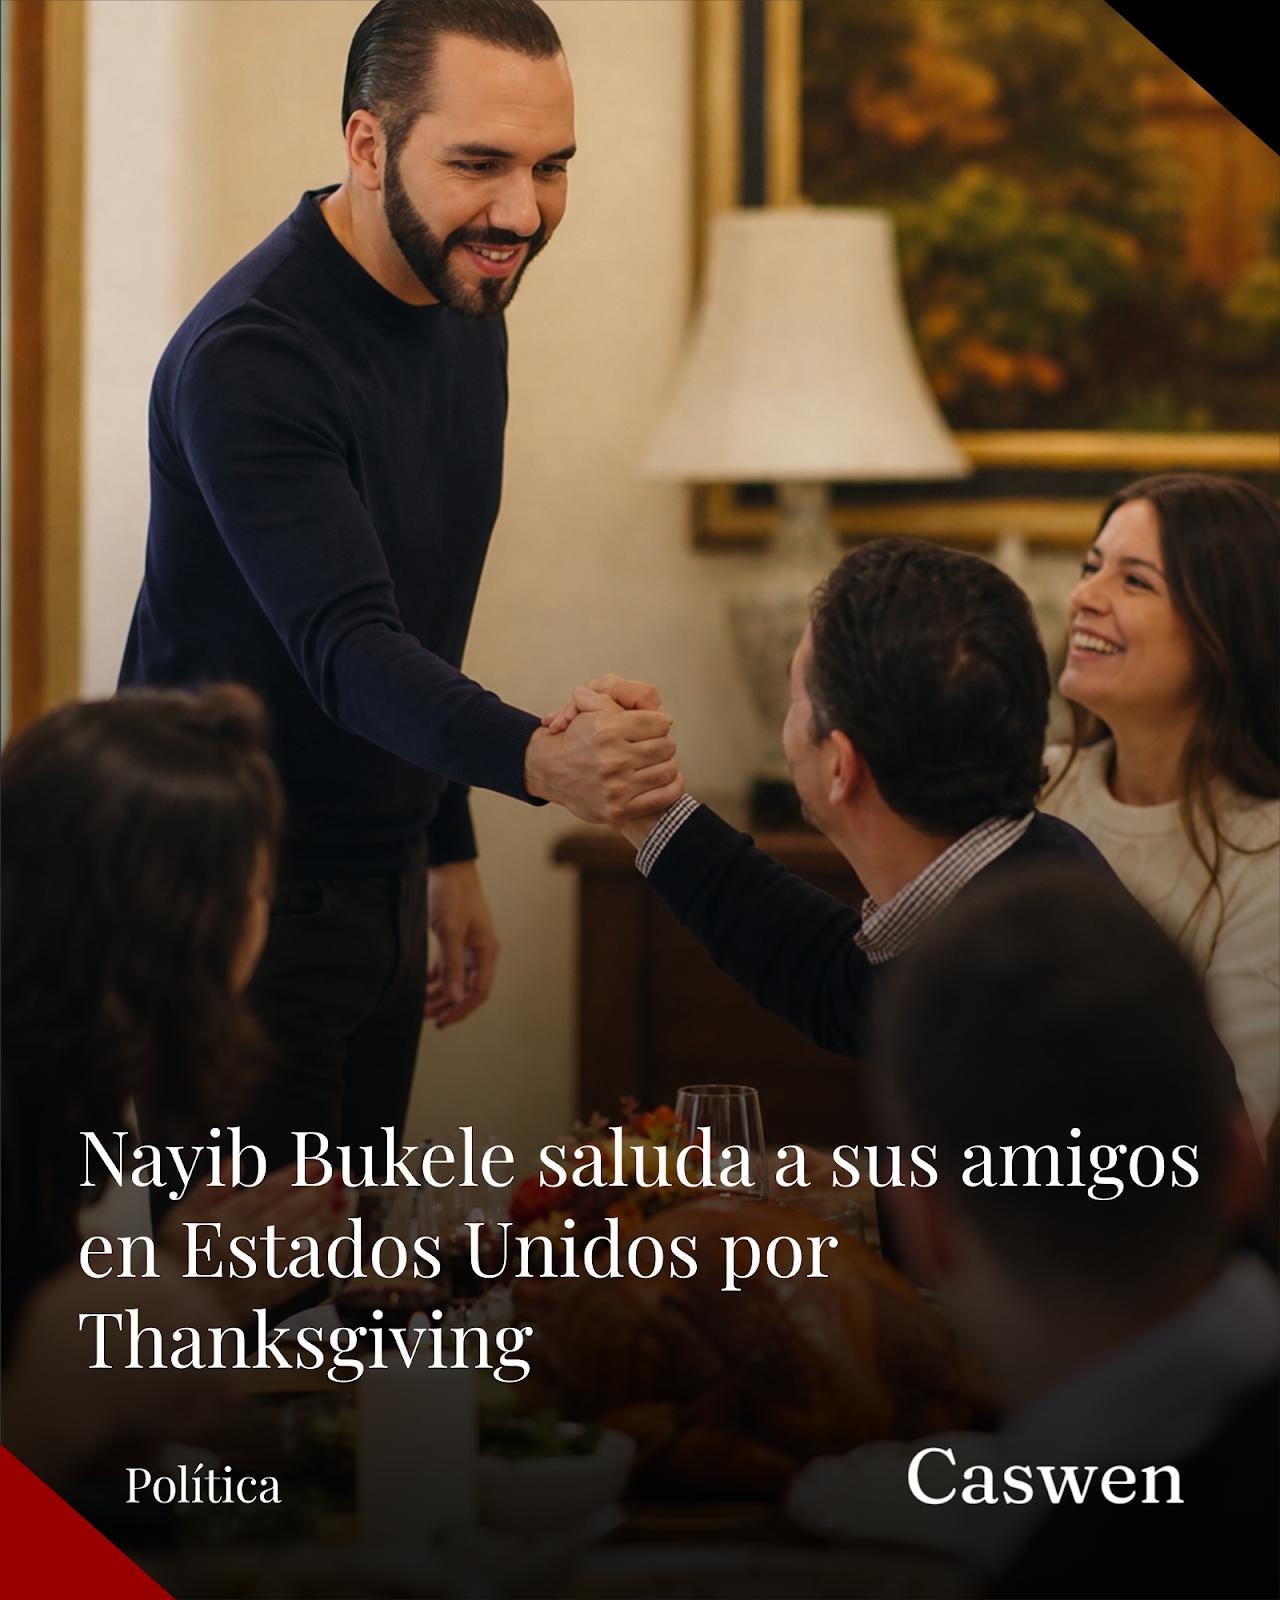 Nayib Bukele saluda a sus amigos
en Estados Unidos por
Thanksgiving
Política
Caswen